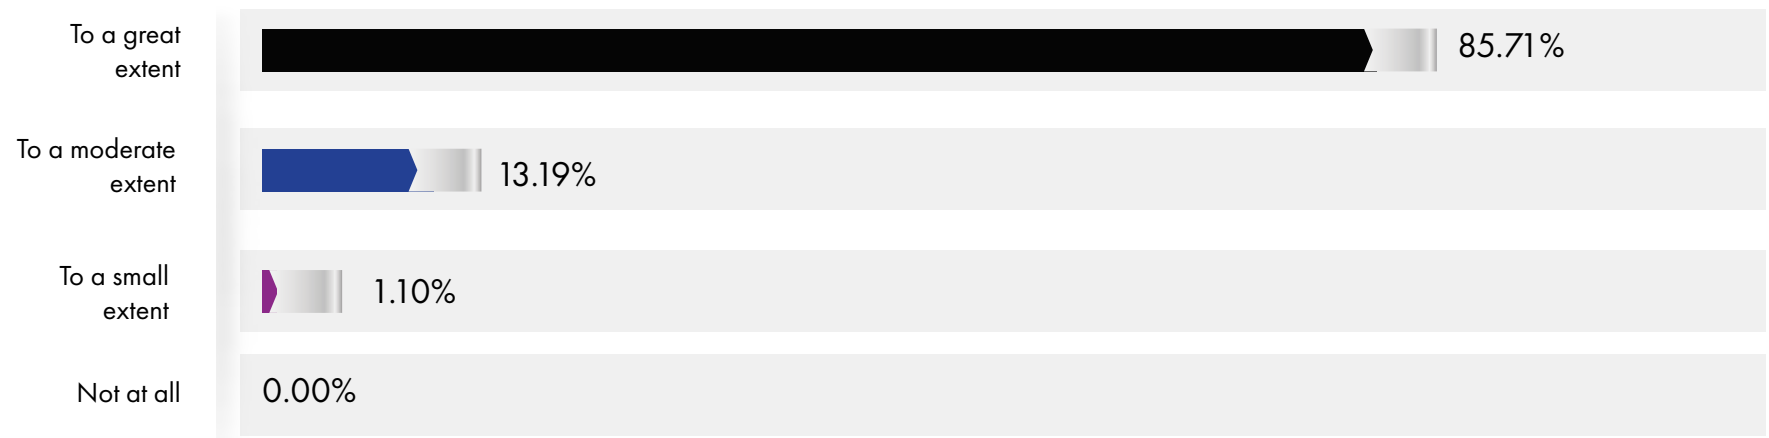 To a great
extent
85.71%
To a moderate
extent
13.19%
To a small
extent
1.10%
Not at all
0.00%